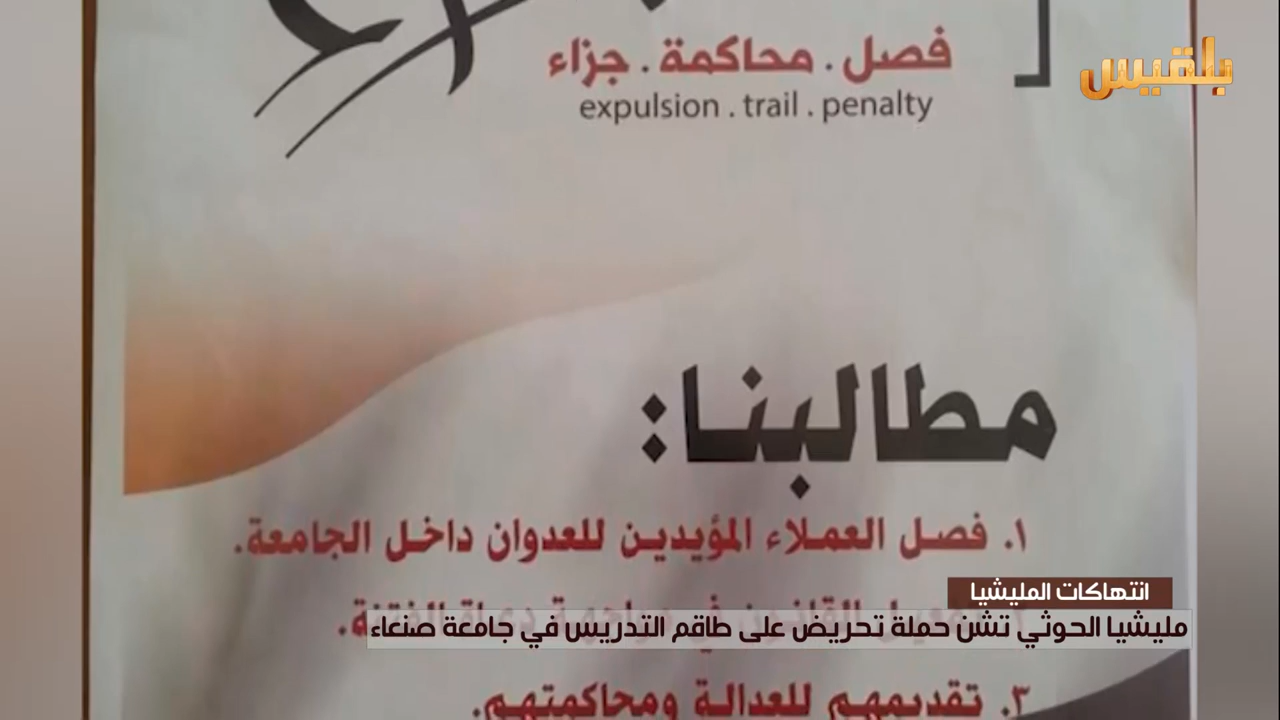 بلقيس
فصل . محاكمة . جزاء
expulsion . trail . penalty
مطالبنا:
١. فصل العملاء المؤيدين للعدوان داخل الجامعة.
انتهاكات المليشيا
مليشيا الحوثي تشن حملة تحريض على طاقم التدريس في جامعة صنعاء
٣. تقديمهم للعدالة ومحاكمتهم.